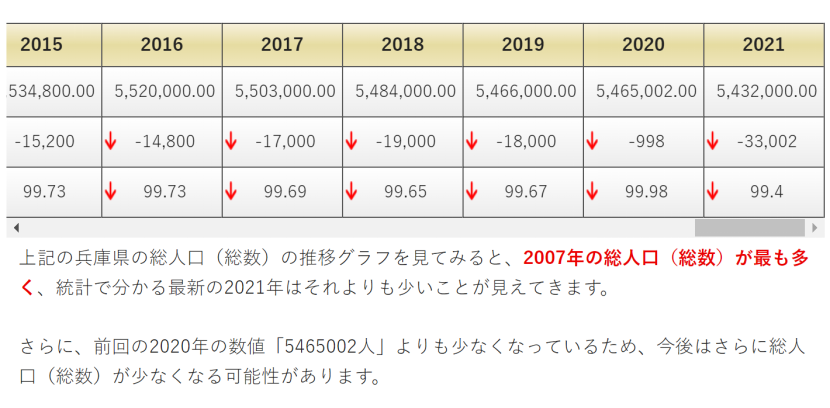 2015 2016 2017 2018 2019 2020 2021
534,800.00 5,520,000.00 5,503,000.00 5,484,000.00 5,466,000.00 5,465,002.00 5,432,000.00
-15,200 ↓ -14,800 ↓ -17,000 ↓ -19,000 ↓ -18,000 ↓ -998 ↓ -33,002
99.73 ↓ 99.73 ↓ 99.69 ↓ 99.65 ↓ 99.67 ↓ 99.98 ↓ 99.4
上記の兵庫県の総人口（総数）の推移グラフを見てみると、2007年の総人口（総数）が最も多
く、統計で分かる最新の2021年はそれよりも少いことが見えてきます。
さらに、前回の2020年の数値「5465002人」よりも少なくなっているため、今後はさらに総人
口（総数）が少なくなる可能性があります。